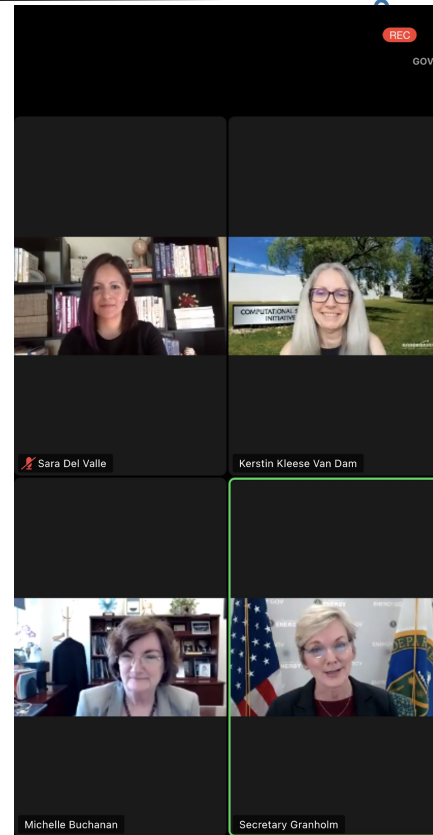 REC
GOV
COMPUTATIONAL S
INITIATIVE
Sara Del Valle
Kerstin Kleese Van Dam
Michelle Buchanan
Secretary Granholm